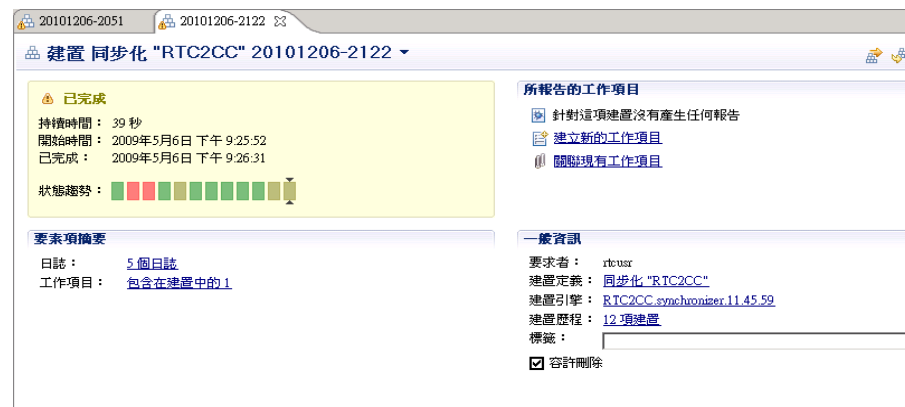 20101206-2051
20101206-2122
建置 同步化 "RTC2CC" 20101206-2122
已完成
持續時間： 39 秒
開始時間： 2009年5月6日 下午 9:25:52
已完成： 2009年5月6日 下午 9:26:31
狀態趨勢：
所報告的工作項目
針對這項建置沒有產生任何報告
建立新的工作項目
關聯現有工作項目
要素項摘要
日誌： 5 個日誌
工作項目： 包含在建置中的 1
一般資訊
要求者： rtcusr
建置定義： 同步化 "RTC2CC"
建置引擎： RTC2CC.synchronizer.11.45.59
建置歷程： 12 項建置
標籤：
容許刪除